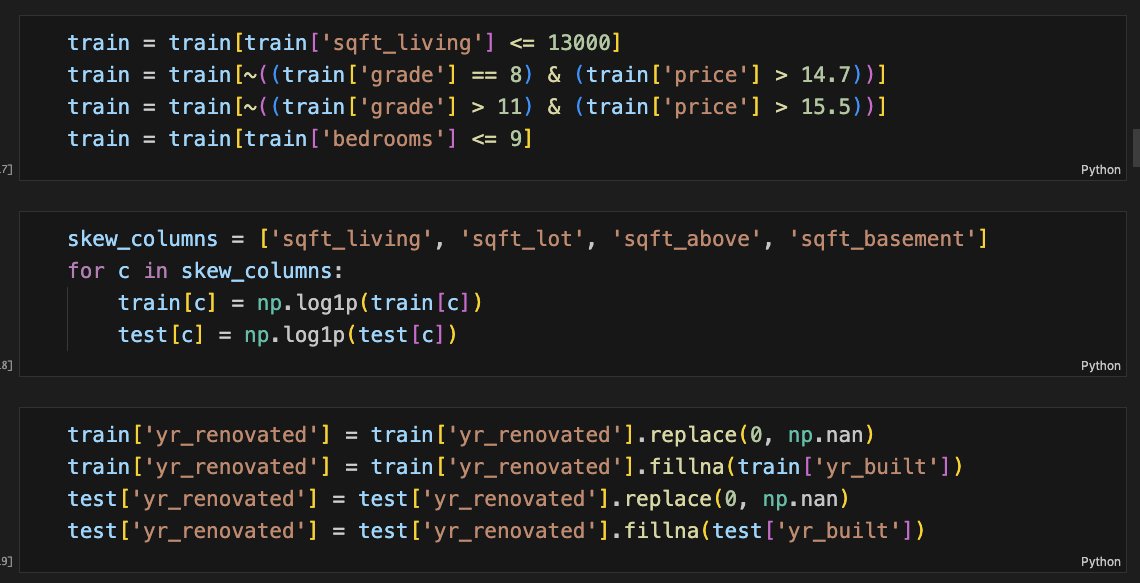 train = train[train['sqft_living'] <= 13000]
train = train[~((train['grade'] == 8) & (train['price'] > 14.7))]
train = train[~((train['grade'] > 11) & (train['price'] > 15.5))]
train = train[train['bedrooms'] <= 9]
7]
Python
skew_columns = ['sqft_living', 'sqft_lot', 'sqft_above', 'sqft_basement']
for c in skew_columns:
    train[c] = np.log1p(train[c])
    test[c] = np.log1p(test[c])
8]
Python
train['yr_renovated'] = train['yr_renovated'].replace(0, np.nan)
train['yr_renovated'] = train['yr_renovated'].fillna(train['yr_built'])
test['yr_renovated'] = test['yr_renovated'].replace(0, np.nan)
test['yr_renovated'] = test['yr_renovated'].fillna(test['yr_built'])
9]
Python